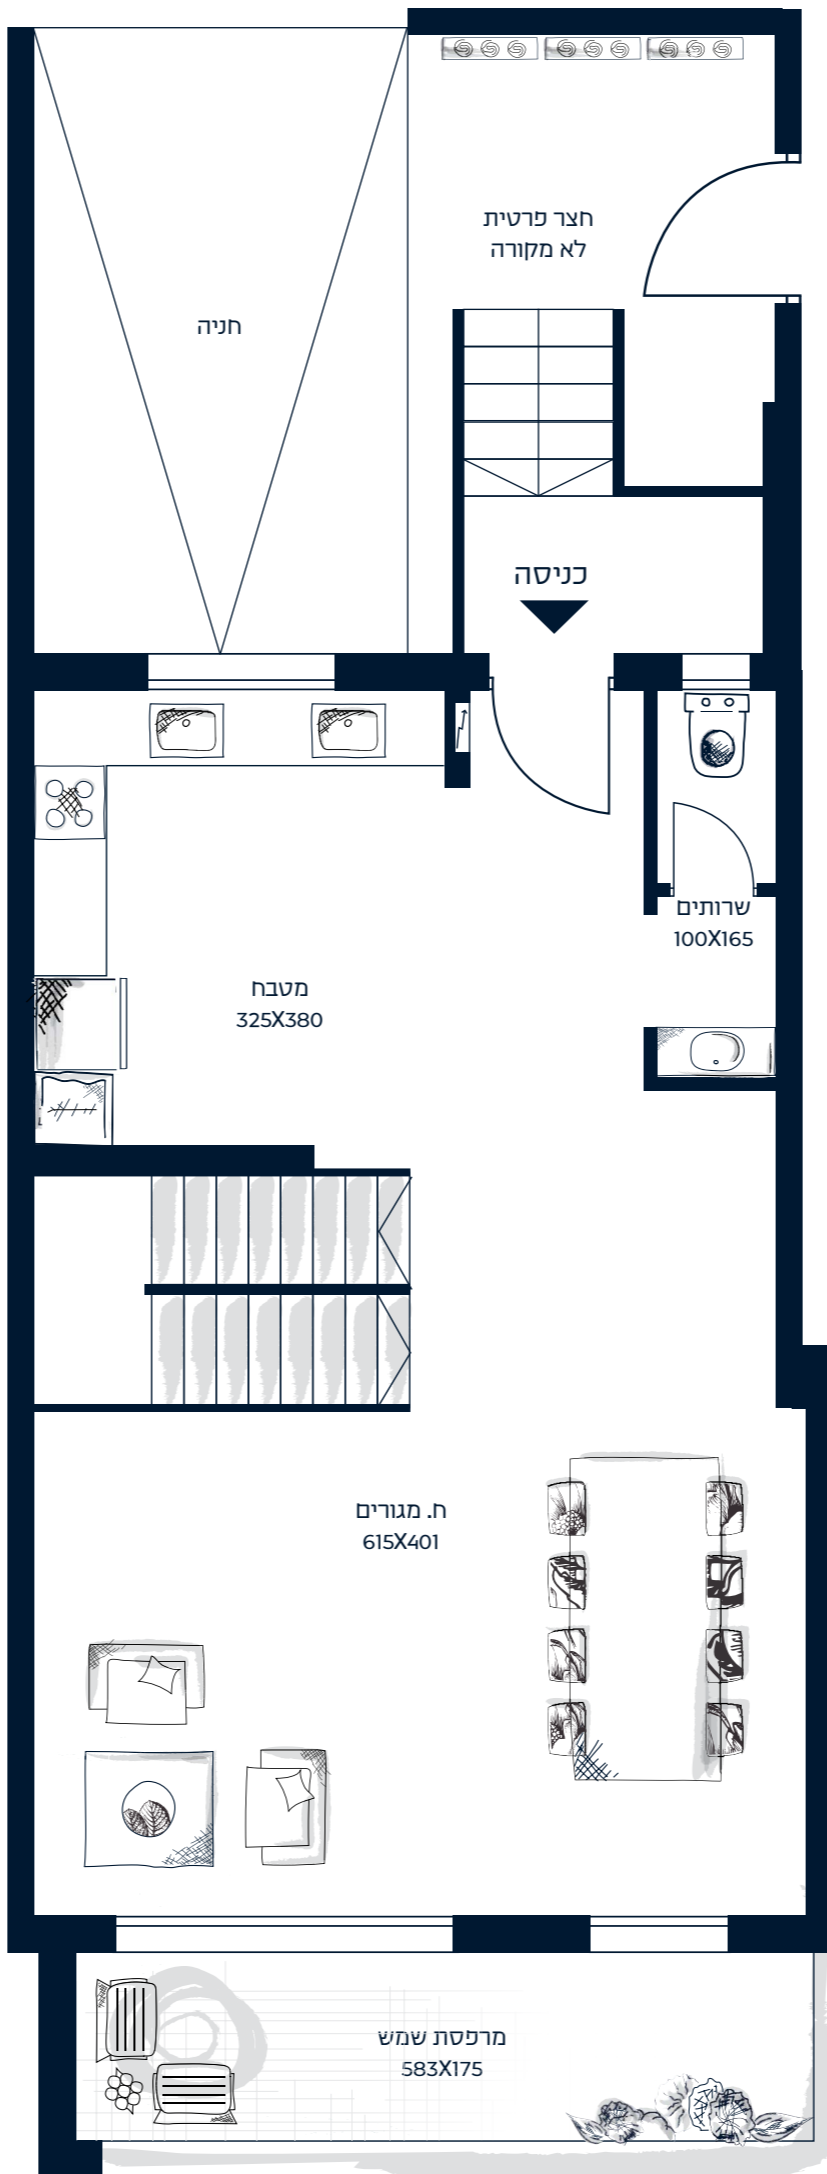 חצר פרטית
לא מקורה
חניה
כניסה
שרותים
100X165
מטבח
325X380
ח. מגורים
615X401
מרפסת שמש
583X175